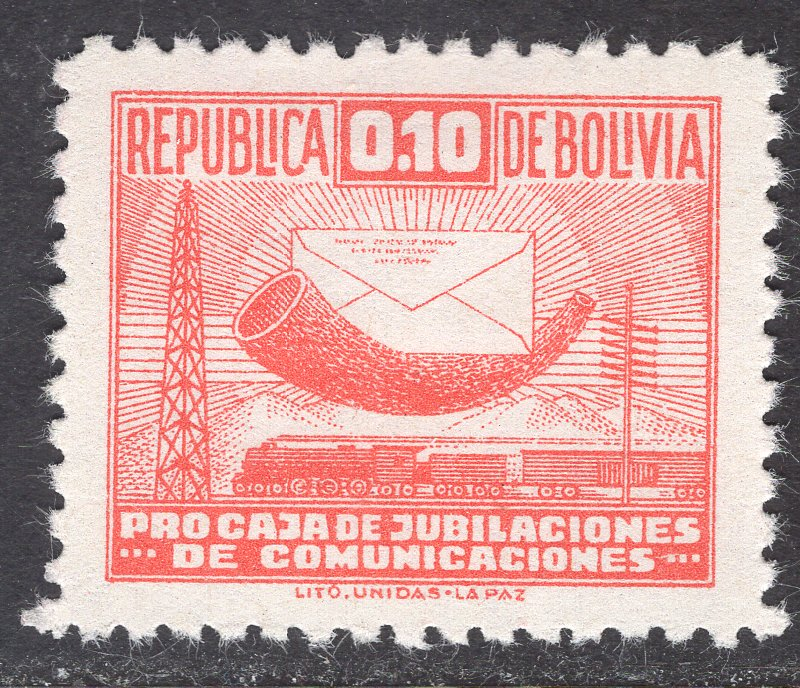 REPUBLICA 0.10 DE BOLIVIA
PRO CAJA DE JUBILACIONES
... DE COMUNICACIONES ...
LITO. UNIDAS • LA PAZ